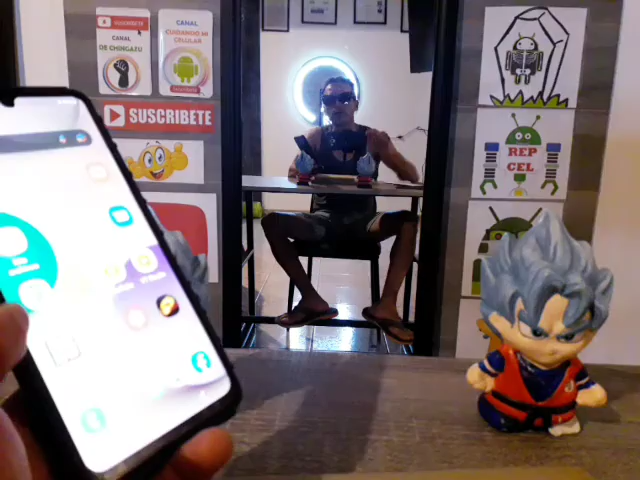 SUSCRIBETE
CANAL
DE CHINGAZU
CANAL
CUIDANDO MI
CELULAR
SUSCRIBETE
REP
CEL